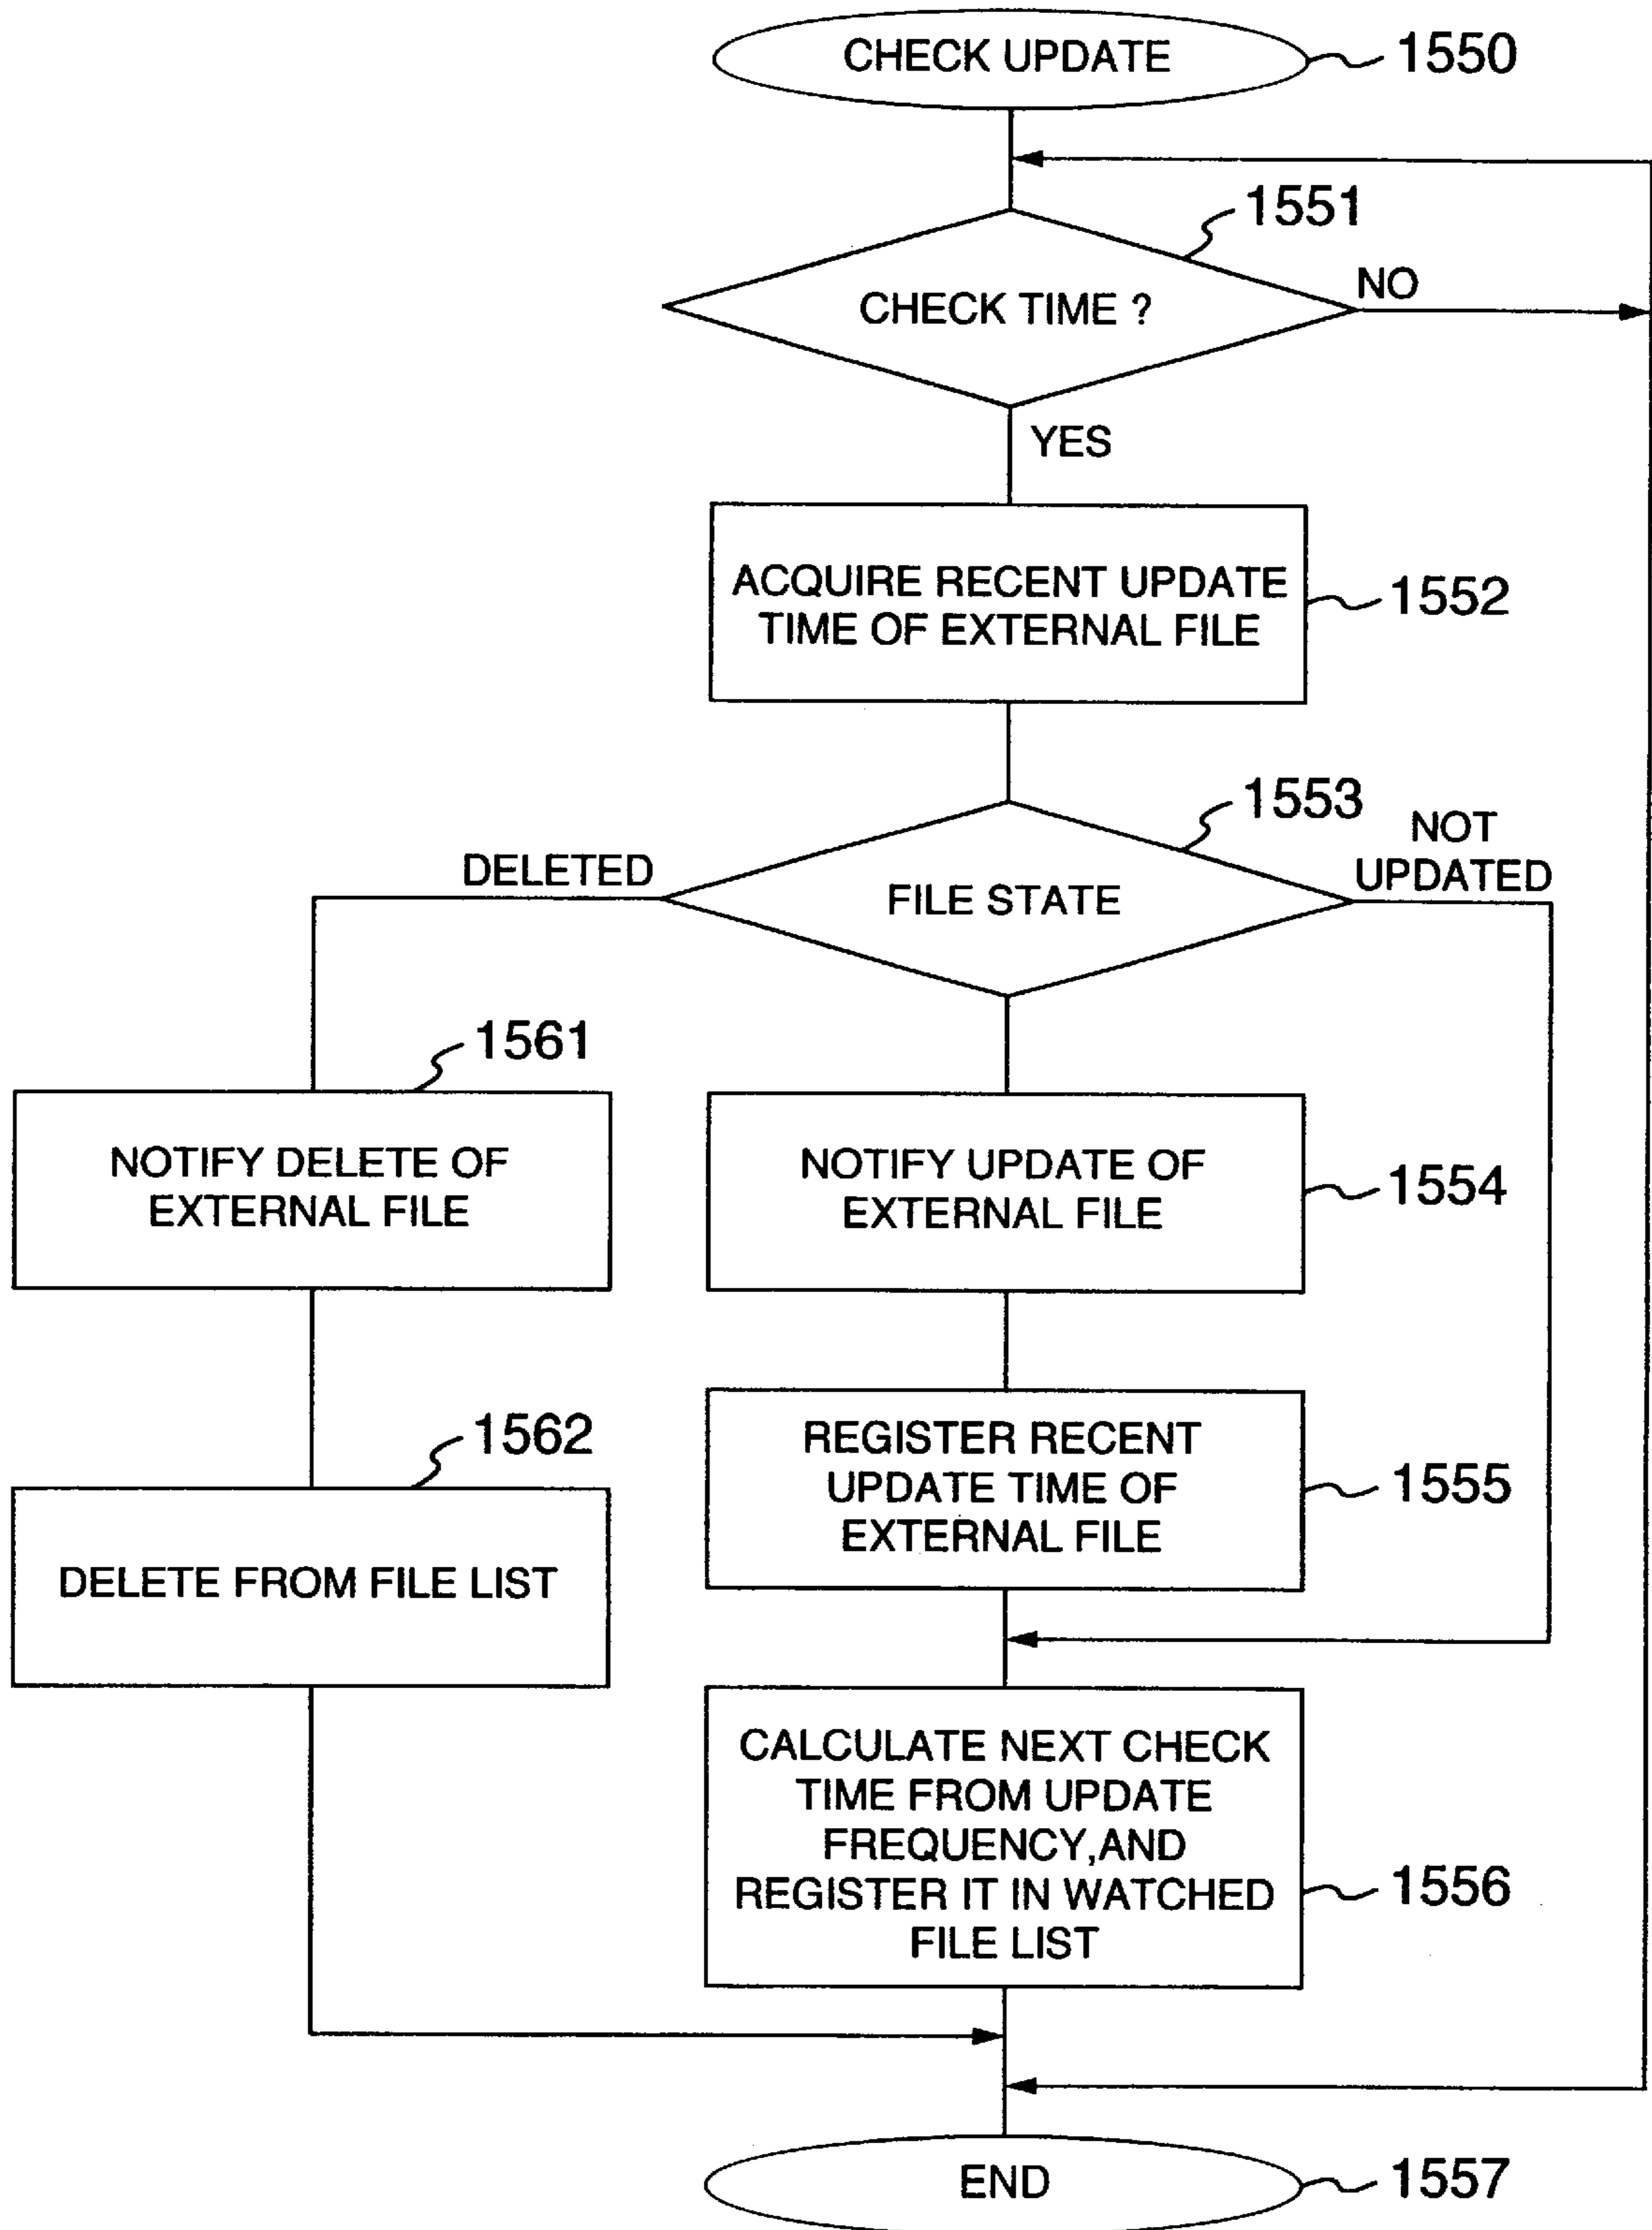 CHECK UPDATE
1550
1551
CHECK TIME ?
NO
YES
ACQUIRE RECENT UPDATE
TIME OF EXTERNAL FILE
1552
1553
DELETED
FILE STATE
NOT
UPDATED
1561
NOTIFY DELETE OF
EXTERNAL FILE
NOTIFY UPDATE OF
EXTERNAL FILE
1554
1562
DELETE FROM FILE LIST
REGISTER RECENT
UPDATE TIME OF
EXTERNAL FILE
1555
CALCULATE NEXT CHECK
TIME FROM UPDATE
FREQUENCY,AND
REGISTER IT IN WATCHED
FILE LIST
1556
END
1557